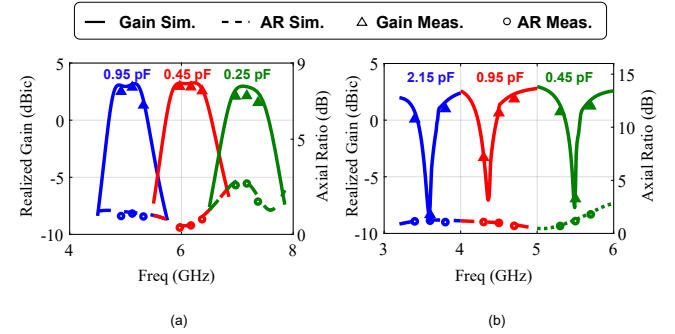 Gain Sim. AR Sim. Gain Meas. AR Meas.
5 0.95 pF 0.45 pF 0.25 pF 9
0 5
-5
-10 0
4 6 8
Realized Gain (dBic)
Axial Ratio (dB)
Freq (GHz)
(a)
5 2.15 pF 0.95 pF 0.45 pF 15
0 10
-5 5
-10 0
3 4 5 6
Realized Gain (dBic)
Axial Ratio (dB)
Freq (GHz)
(b)